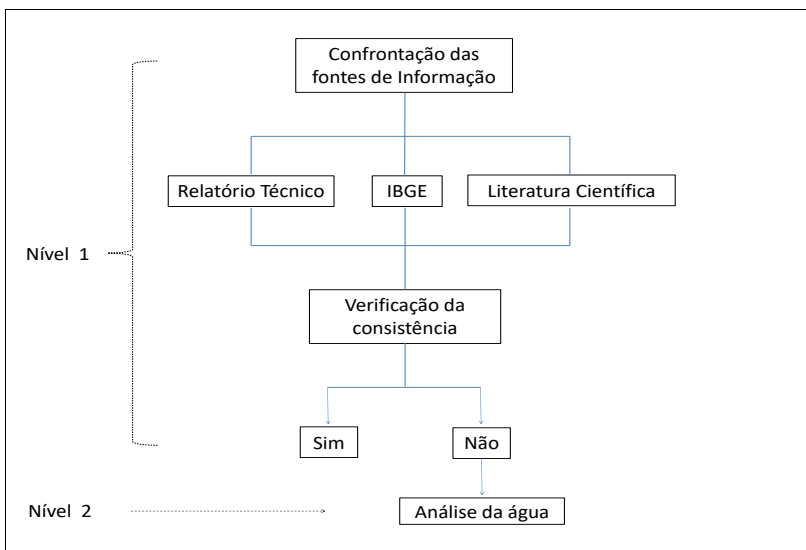 Confrontação das
fontes de Informação
Relatório Técnico
IBGE
Literatura Científica
Nível 1
Verificação da
consistência
Sim
Não
Nível 2
Análise da água